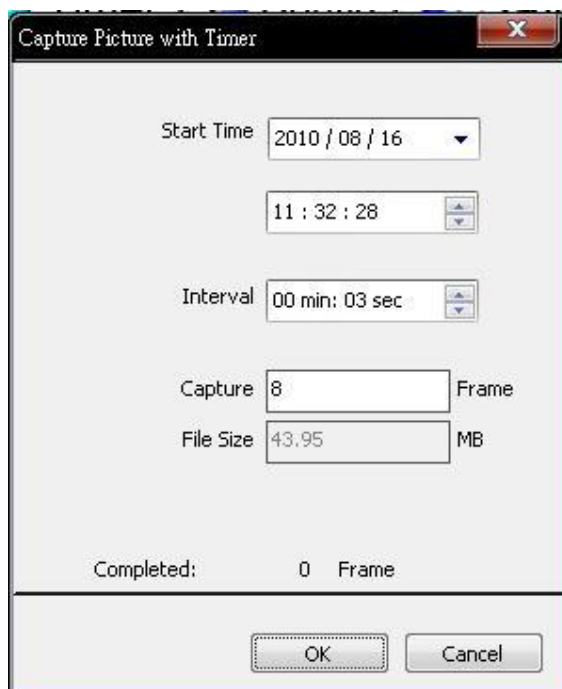 Capture Picture with Timer
Start Time 2010 / 08 / 16
11 : 32 : 28
Interval 00 min: 03 sec
Capture 8 Frame
File Size 43.95 MB
Completed: 0 Frame
OK Cancel